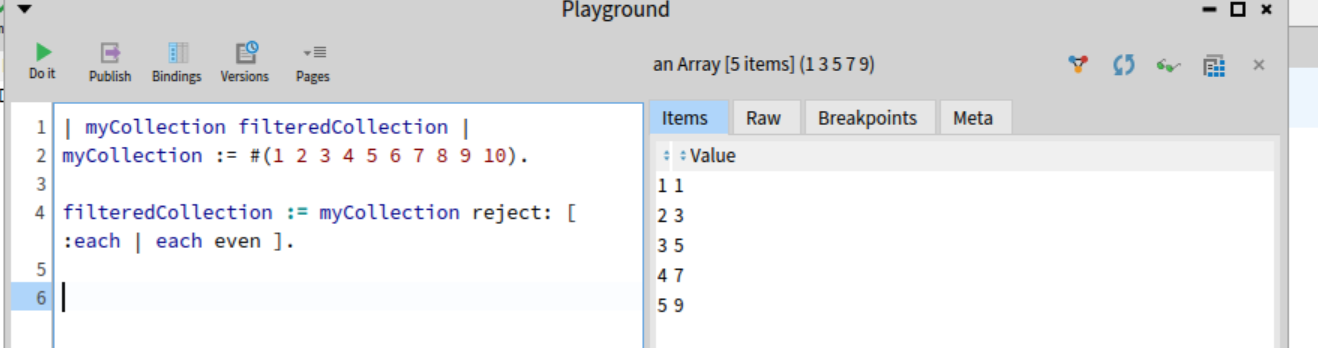 Playground
Do it
Publish
Bindings
Versions
Pages
an Array [5 items] (1 3 5 7 9)
1 | myCollection filteredCollection |
2 myCollection := #(1 2 3 4 5 6 7 8 9 10).
3
4 filteredCollection := myCollection reject: [
:each | each even ].
5
6
Items Raw Breakpoints Meta
Value
1 1
2 3
3 5
4 7
5 9